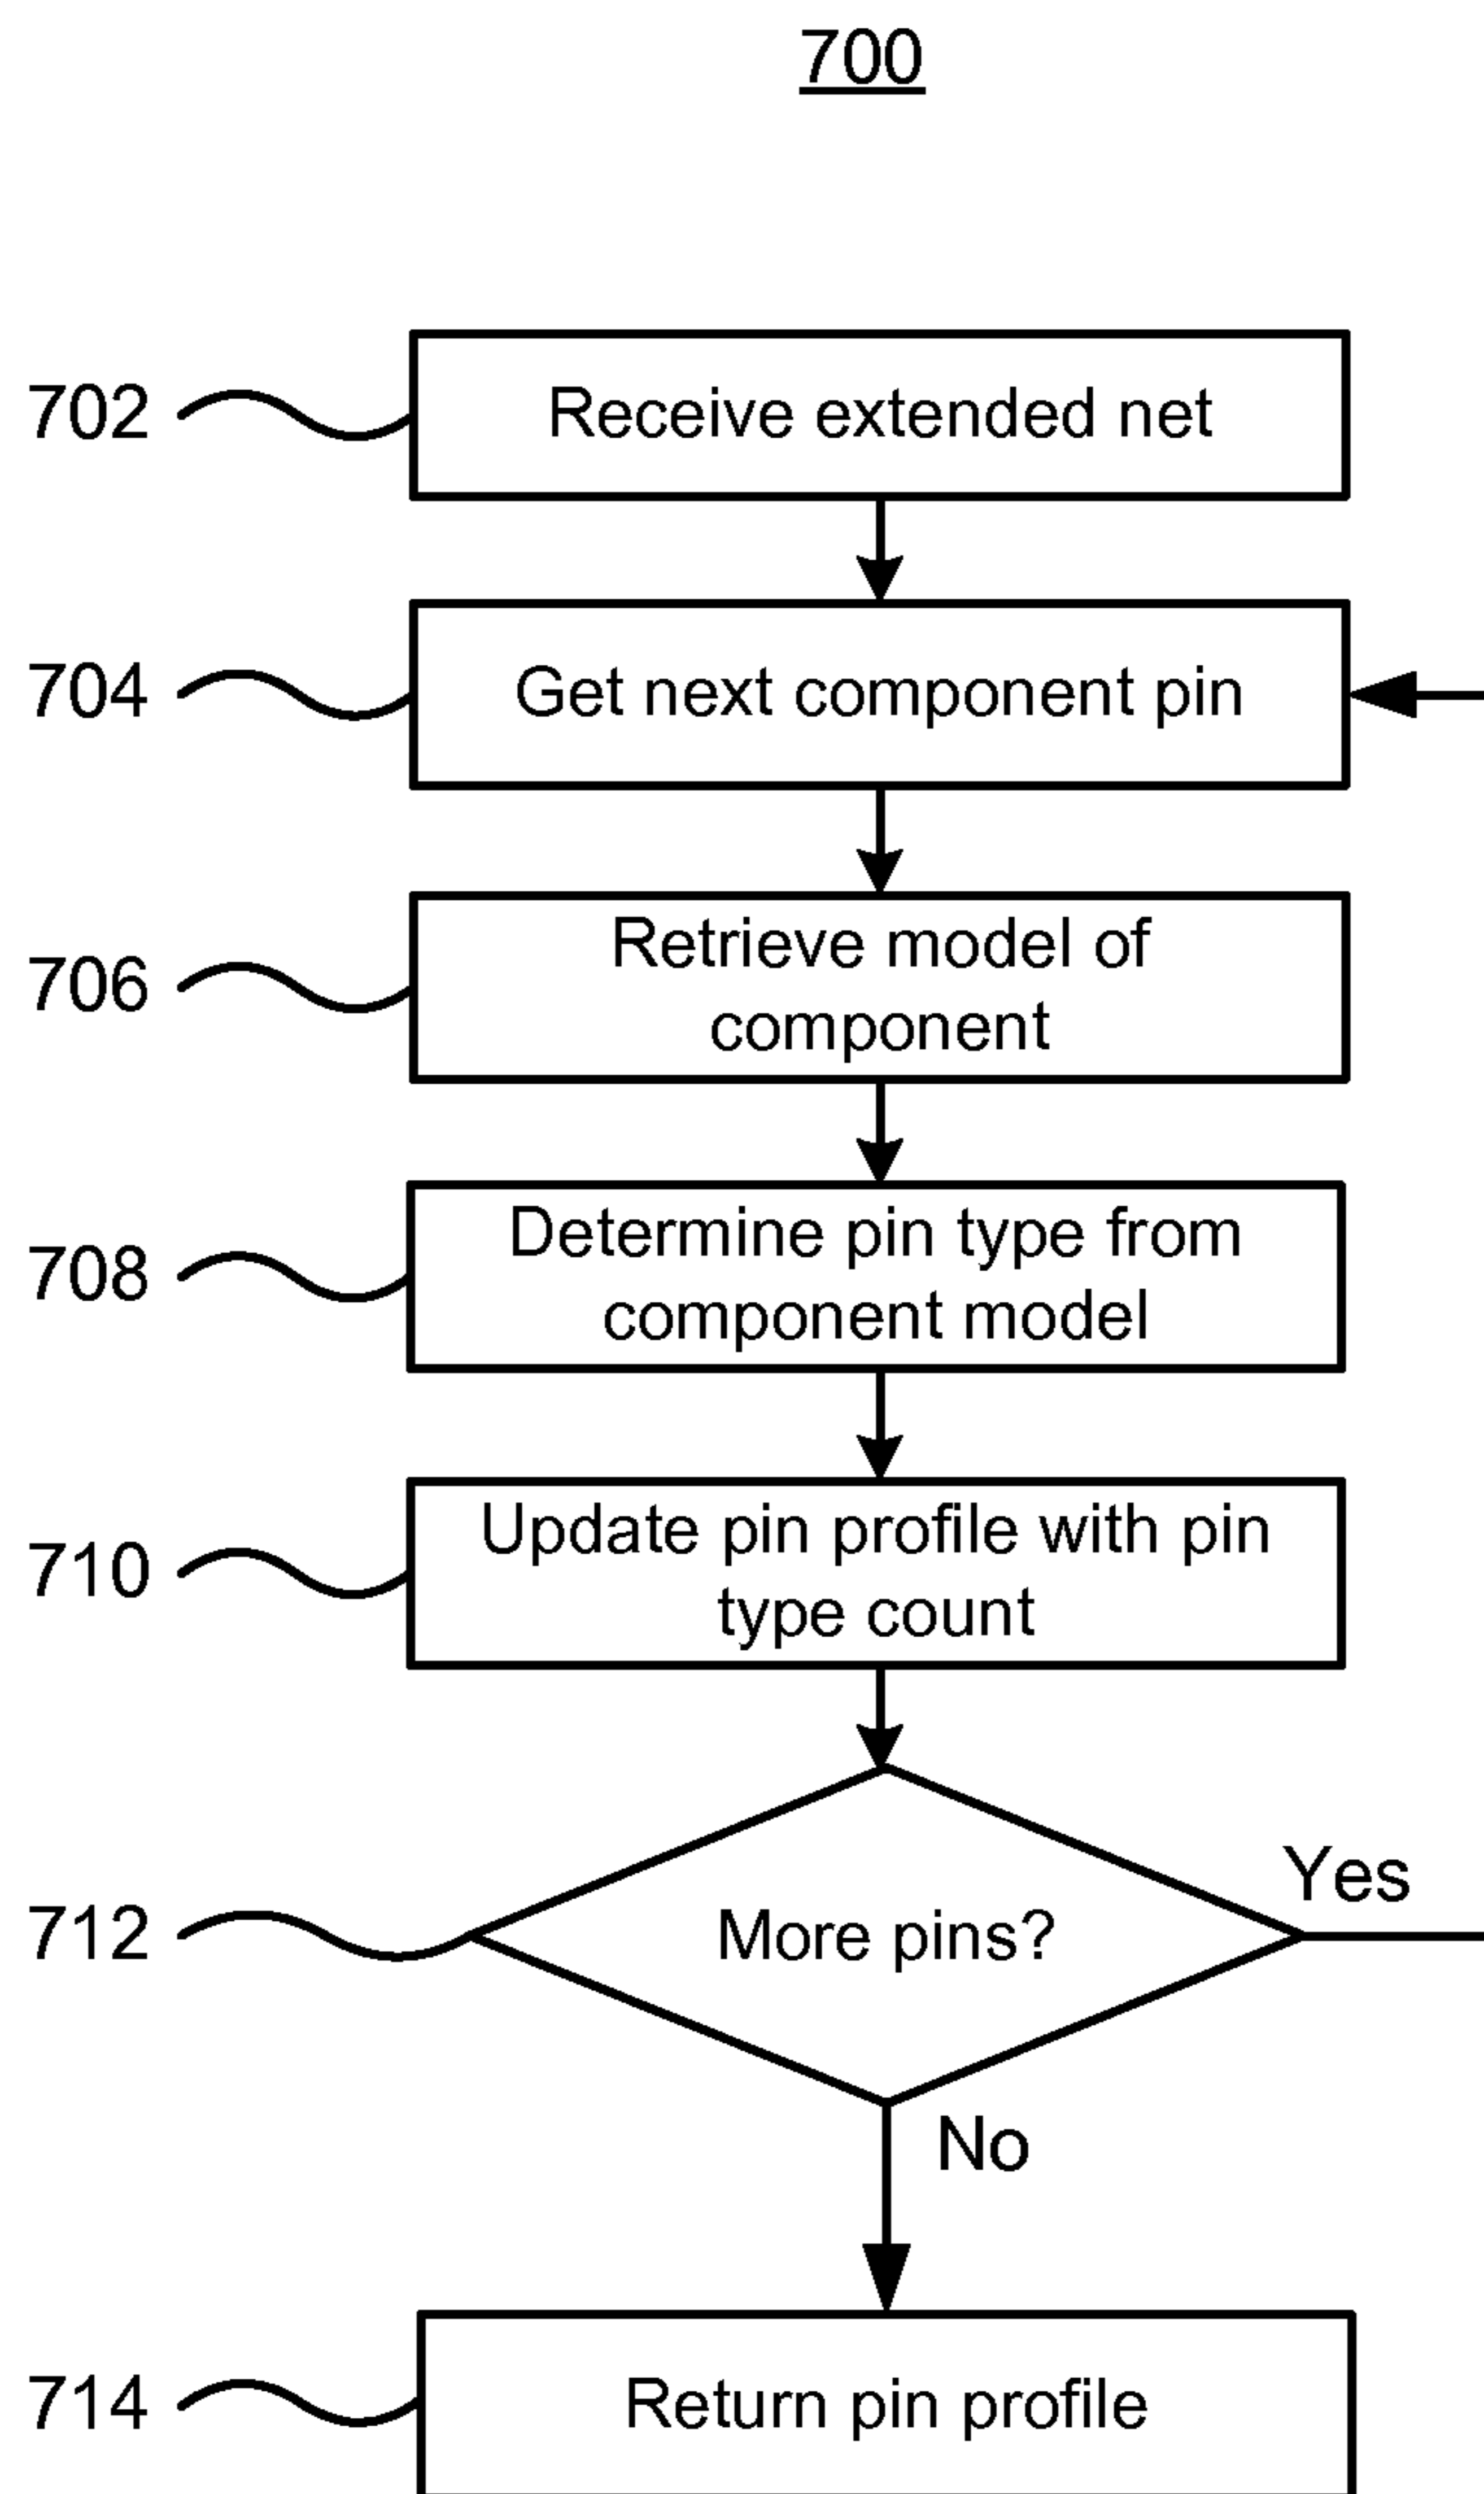 700
702
Receive extended net
704
Get next component pin
706
Retrieve model of
component
708
Determine pin type from
component model
710
Update pin profile with pin
type count
712
More pins?
Yes
No
714
Return pin profile